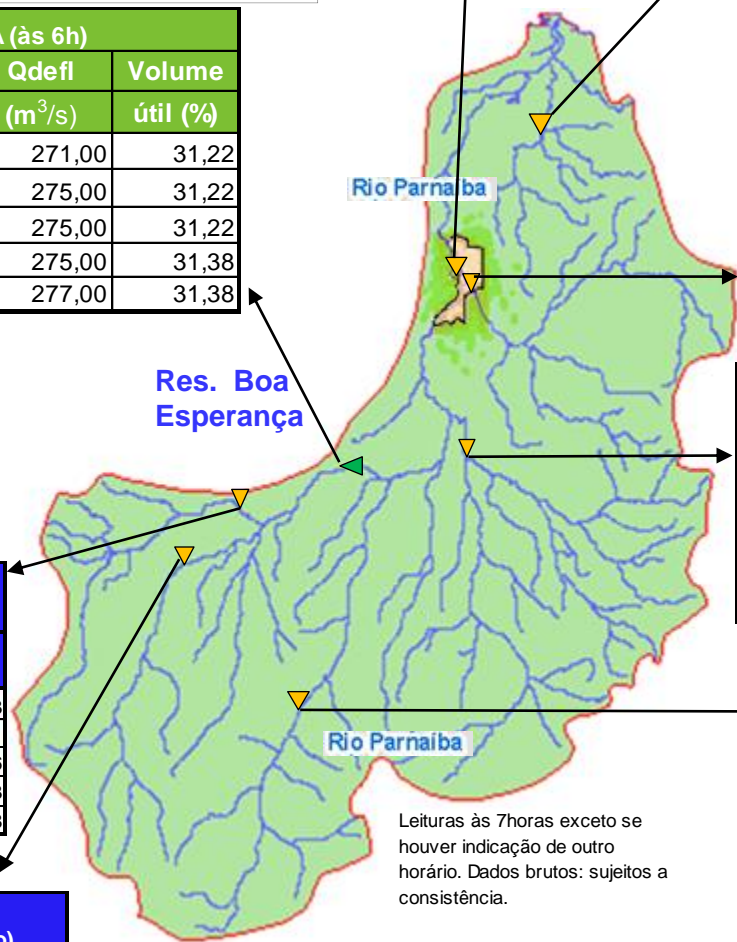 A (às 6h)
Qdefl Volume
(m³/s) útil (%)
271,00 31,22
275,00 31,22
275,00 31,22
275,00 31,38
277,00 31,38
Rio Parnaíba
Res. Boa
Esperança
Rio Parnaíba
Leituras às 7horas exceto se
houver indicação de outro
horário. Dados brutos: sujeitos a
consistência.